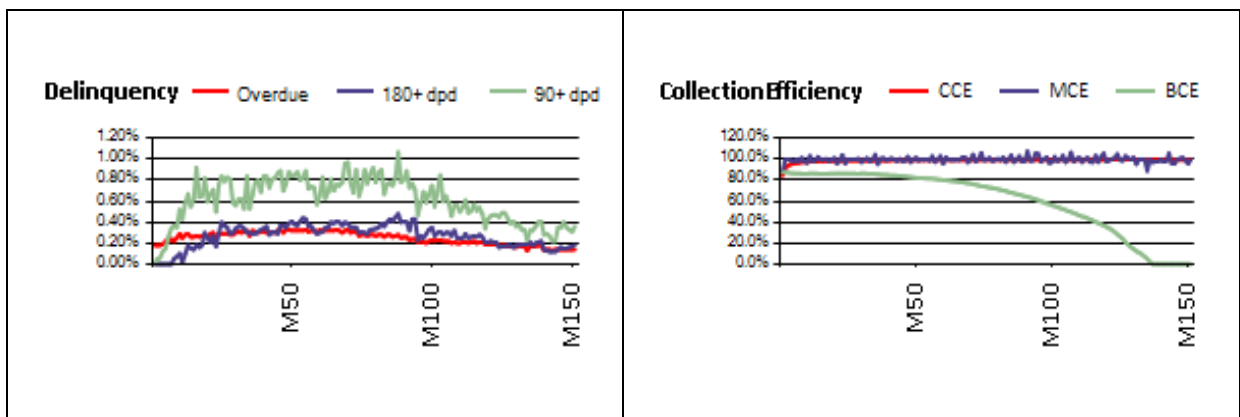 Delinquency Overdue 180+ dpd 90+ dpd
1.20%
1.00%
0.80%
0.60%
0.40%
0.20%
0.00%
M50
M100
M150
CollectionEfficiency CCE MCE BCE
120.0%
100.0%
80.0%
60.0%
40.0%
20.0%
0.0%
M50
M100
M150